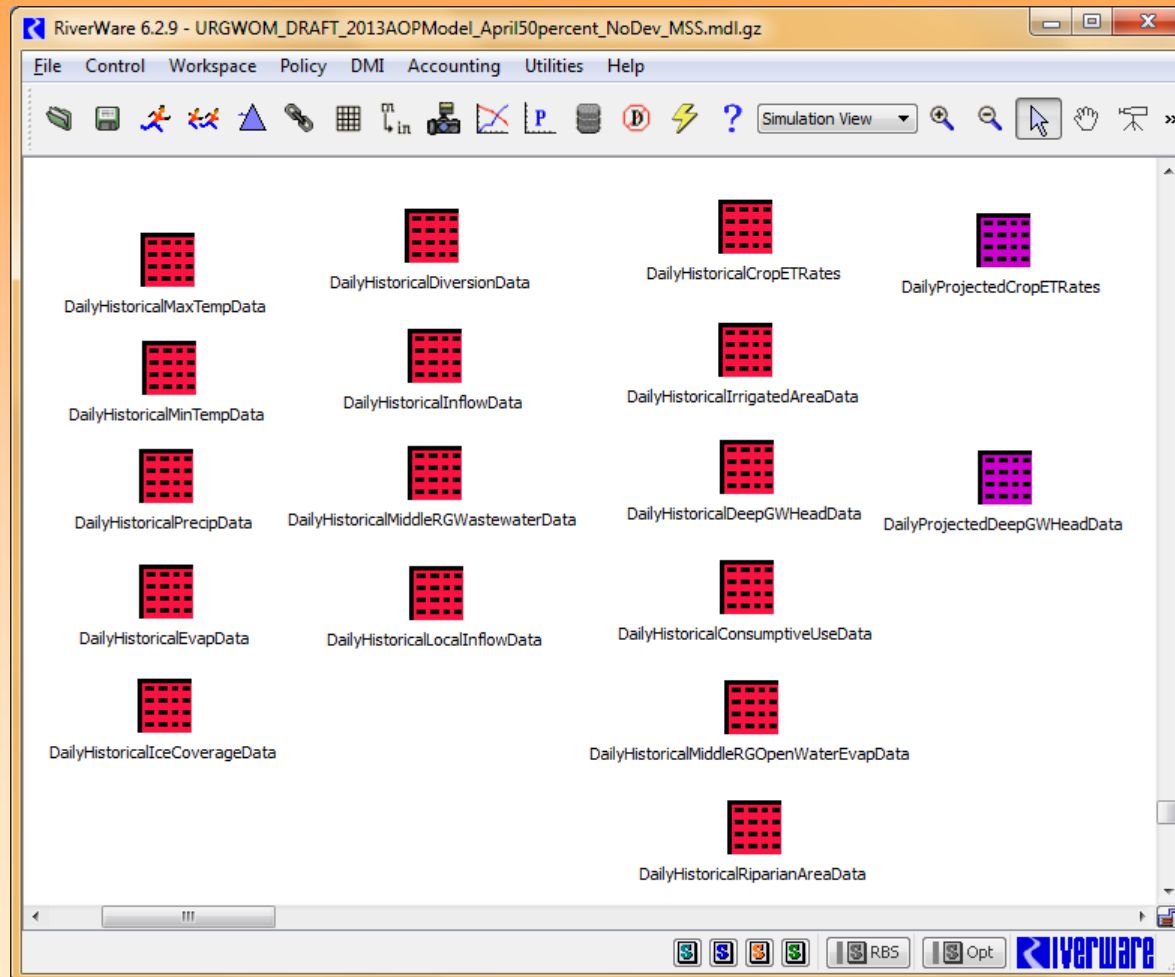 RiverWare 6.2.9 - URGWOM_DRAFT_2013AOPModel_April50percent_NoDev_MSS.mdl.gz
File Control Workspace Policy DMI Accounting Utilities Help
m in P D ? Simulation View »
DailyHistoricalMaxTempData
DailyHistoricalDiversionData
DailyHistoricalCropETRates
DailyProjectedCropETRates
DailyHistoricalMinTempData
DailyHistoricalInflowData
DailyHistoricalIrrigatedAreaData
DailyHistoricalPrecipData
DailyHistoricalMiddleRGWastewaterData
DailyHistoricalDeepGWHeadData
DailyProjectedDeepGWHeadData
DailyHistoricalEvapData
DailyHistoricalLocalInflowData
DailyHistoricalConsumptiveUseData
DailyHistoricalIceCoverageData
DailyHistoricalMiddleRGOpenWaterEvapData
DailyHistoricalRiparianAreaData
S S S S S RBS S Opt Riverware